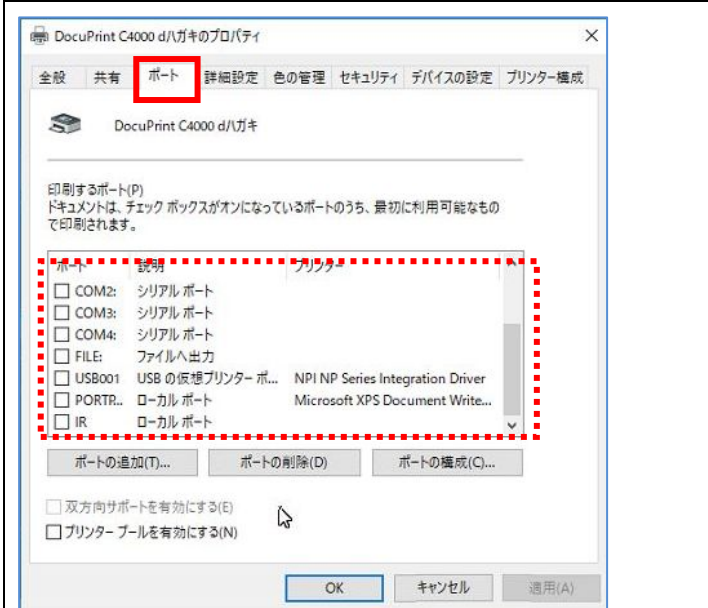 DocuPrint C4000 dハガキのプロパティ
全般 共有 ポート 詳細設定 色の管理 セキュリティ デバイスの設定 プリンター構成
DocuPrint C4000 dハガキ
印刷するポート(P)
ドキュメントは、チェック ボックスがオンになっているポートのうち、最初に利用可能なもの
で印刷されます。
ポート 説明 プリンター
COM2: シリアル ポート
COM3: シリアル ポート
COM4: シリアル ポート
FILE: ファイルへ出力
USB001 USB の仮想プリンター ポ... NPI NP Series Integration Driver
PORTP... ローカル ポート Microsoft XPS Document Write...
IR ローカル ポート
ポートの追加(T)... ポートの削除(D) ポートの構成(C)...
双方向サポートを有効にする(E)
プリンター プールを有効にする(N)
OK キャンセル 適用(A)